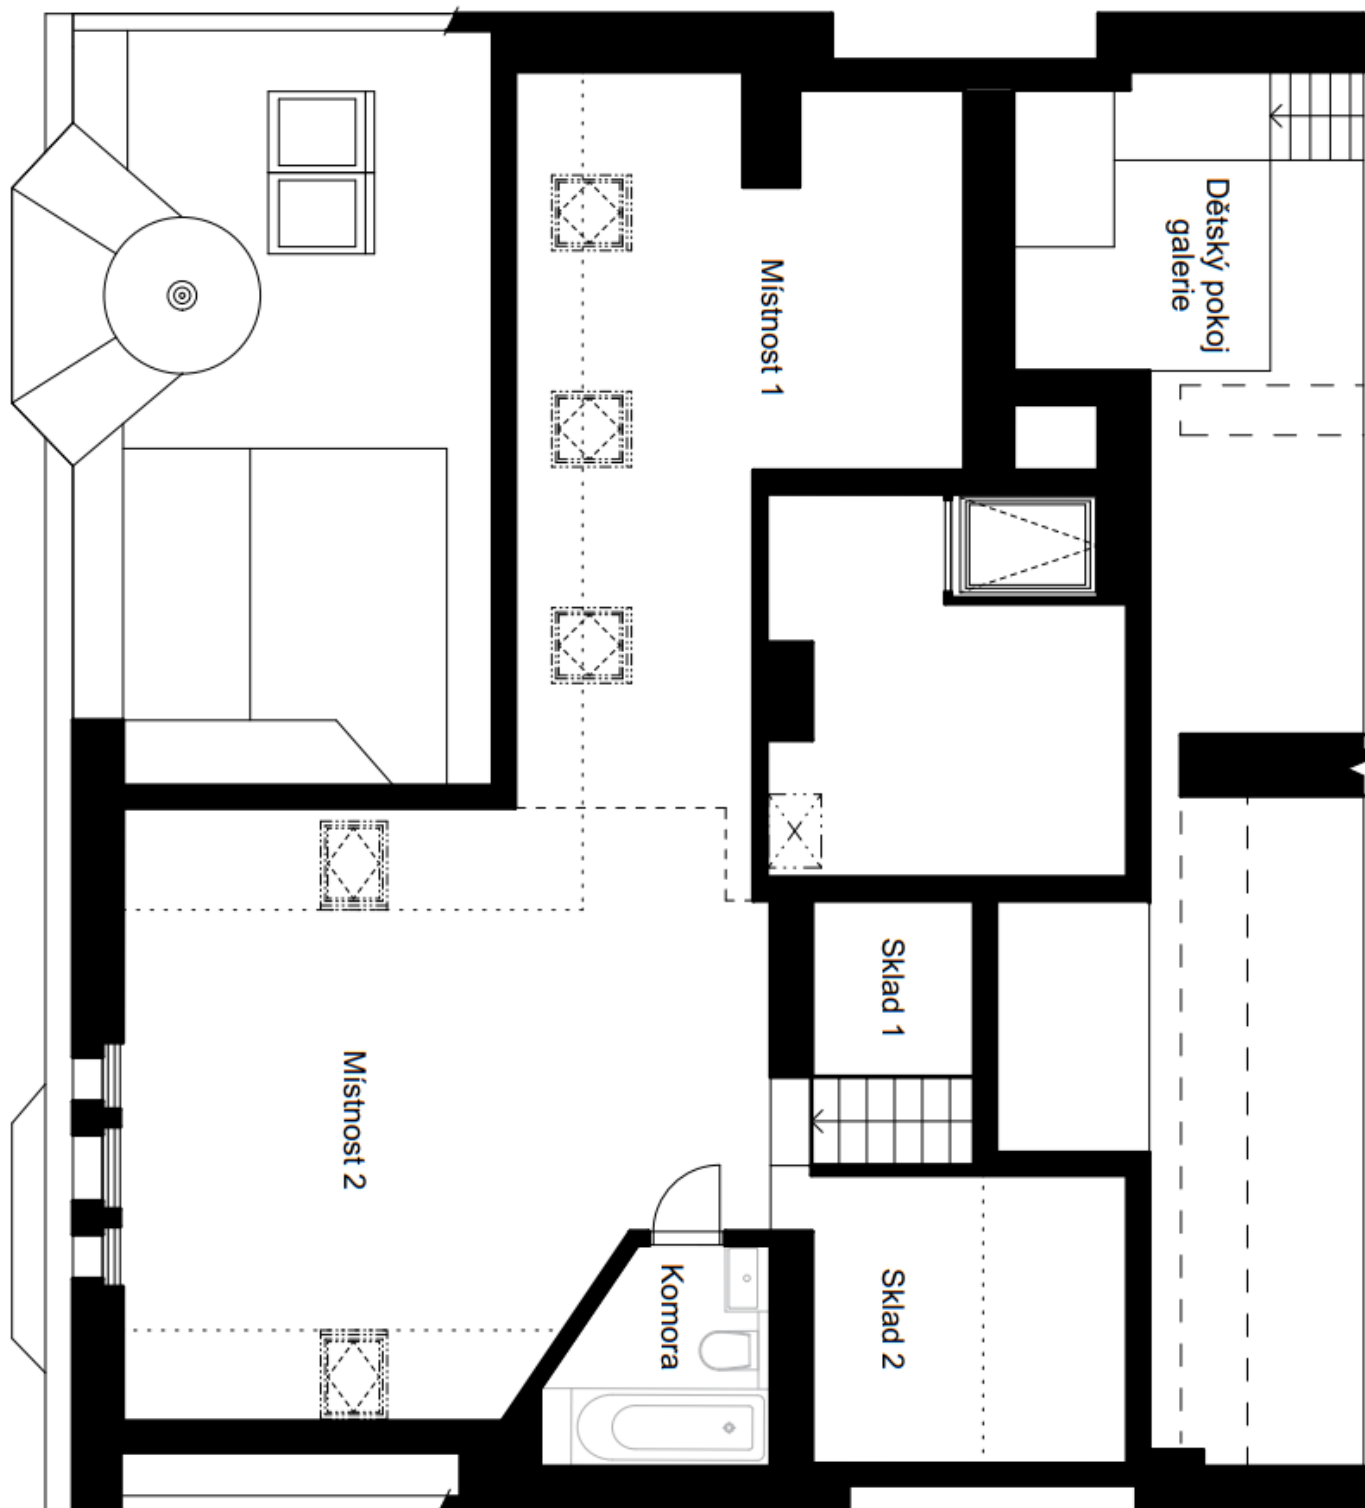 Dětský pokoj
galerie
Místnost 1
Sklad 1
Místnost 2
Sklad 2
Komora